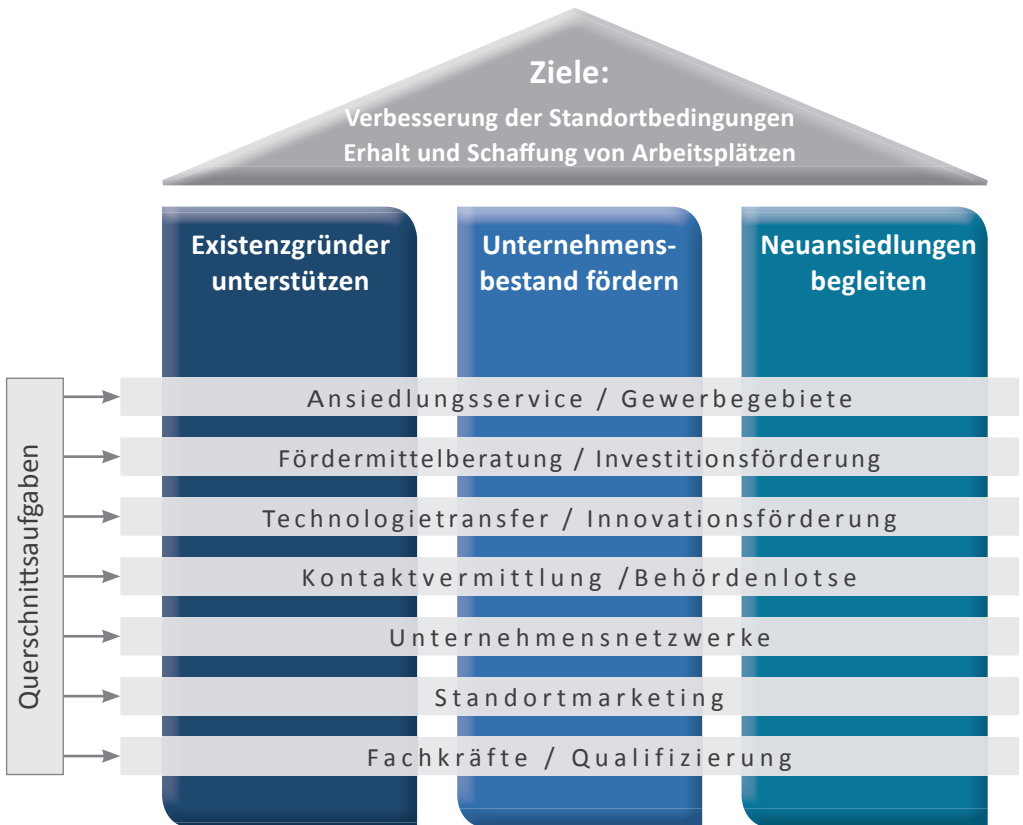 Ziele:
Verbesserung der Standortbedingungen
Erhalt und Schaffung von Arbeitsplätzen
Existenzgründer
unterstützen
Unternehmens-
bestand fördern
Neuansiedlungen
begleiten
Querschnittsaufgaben
Ansiedlungsservice / Gewerbegebiete
Fördermittelberatung / Investitionsförderung
Technologietransfer / Innovationsförderung
Kontaktvermittlung /Behördenlotse
Unternehmensnetzwerke
Standortmarketing
Fachkräfte / Qualifizierung